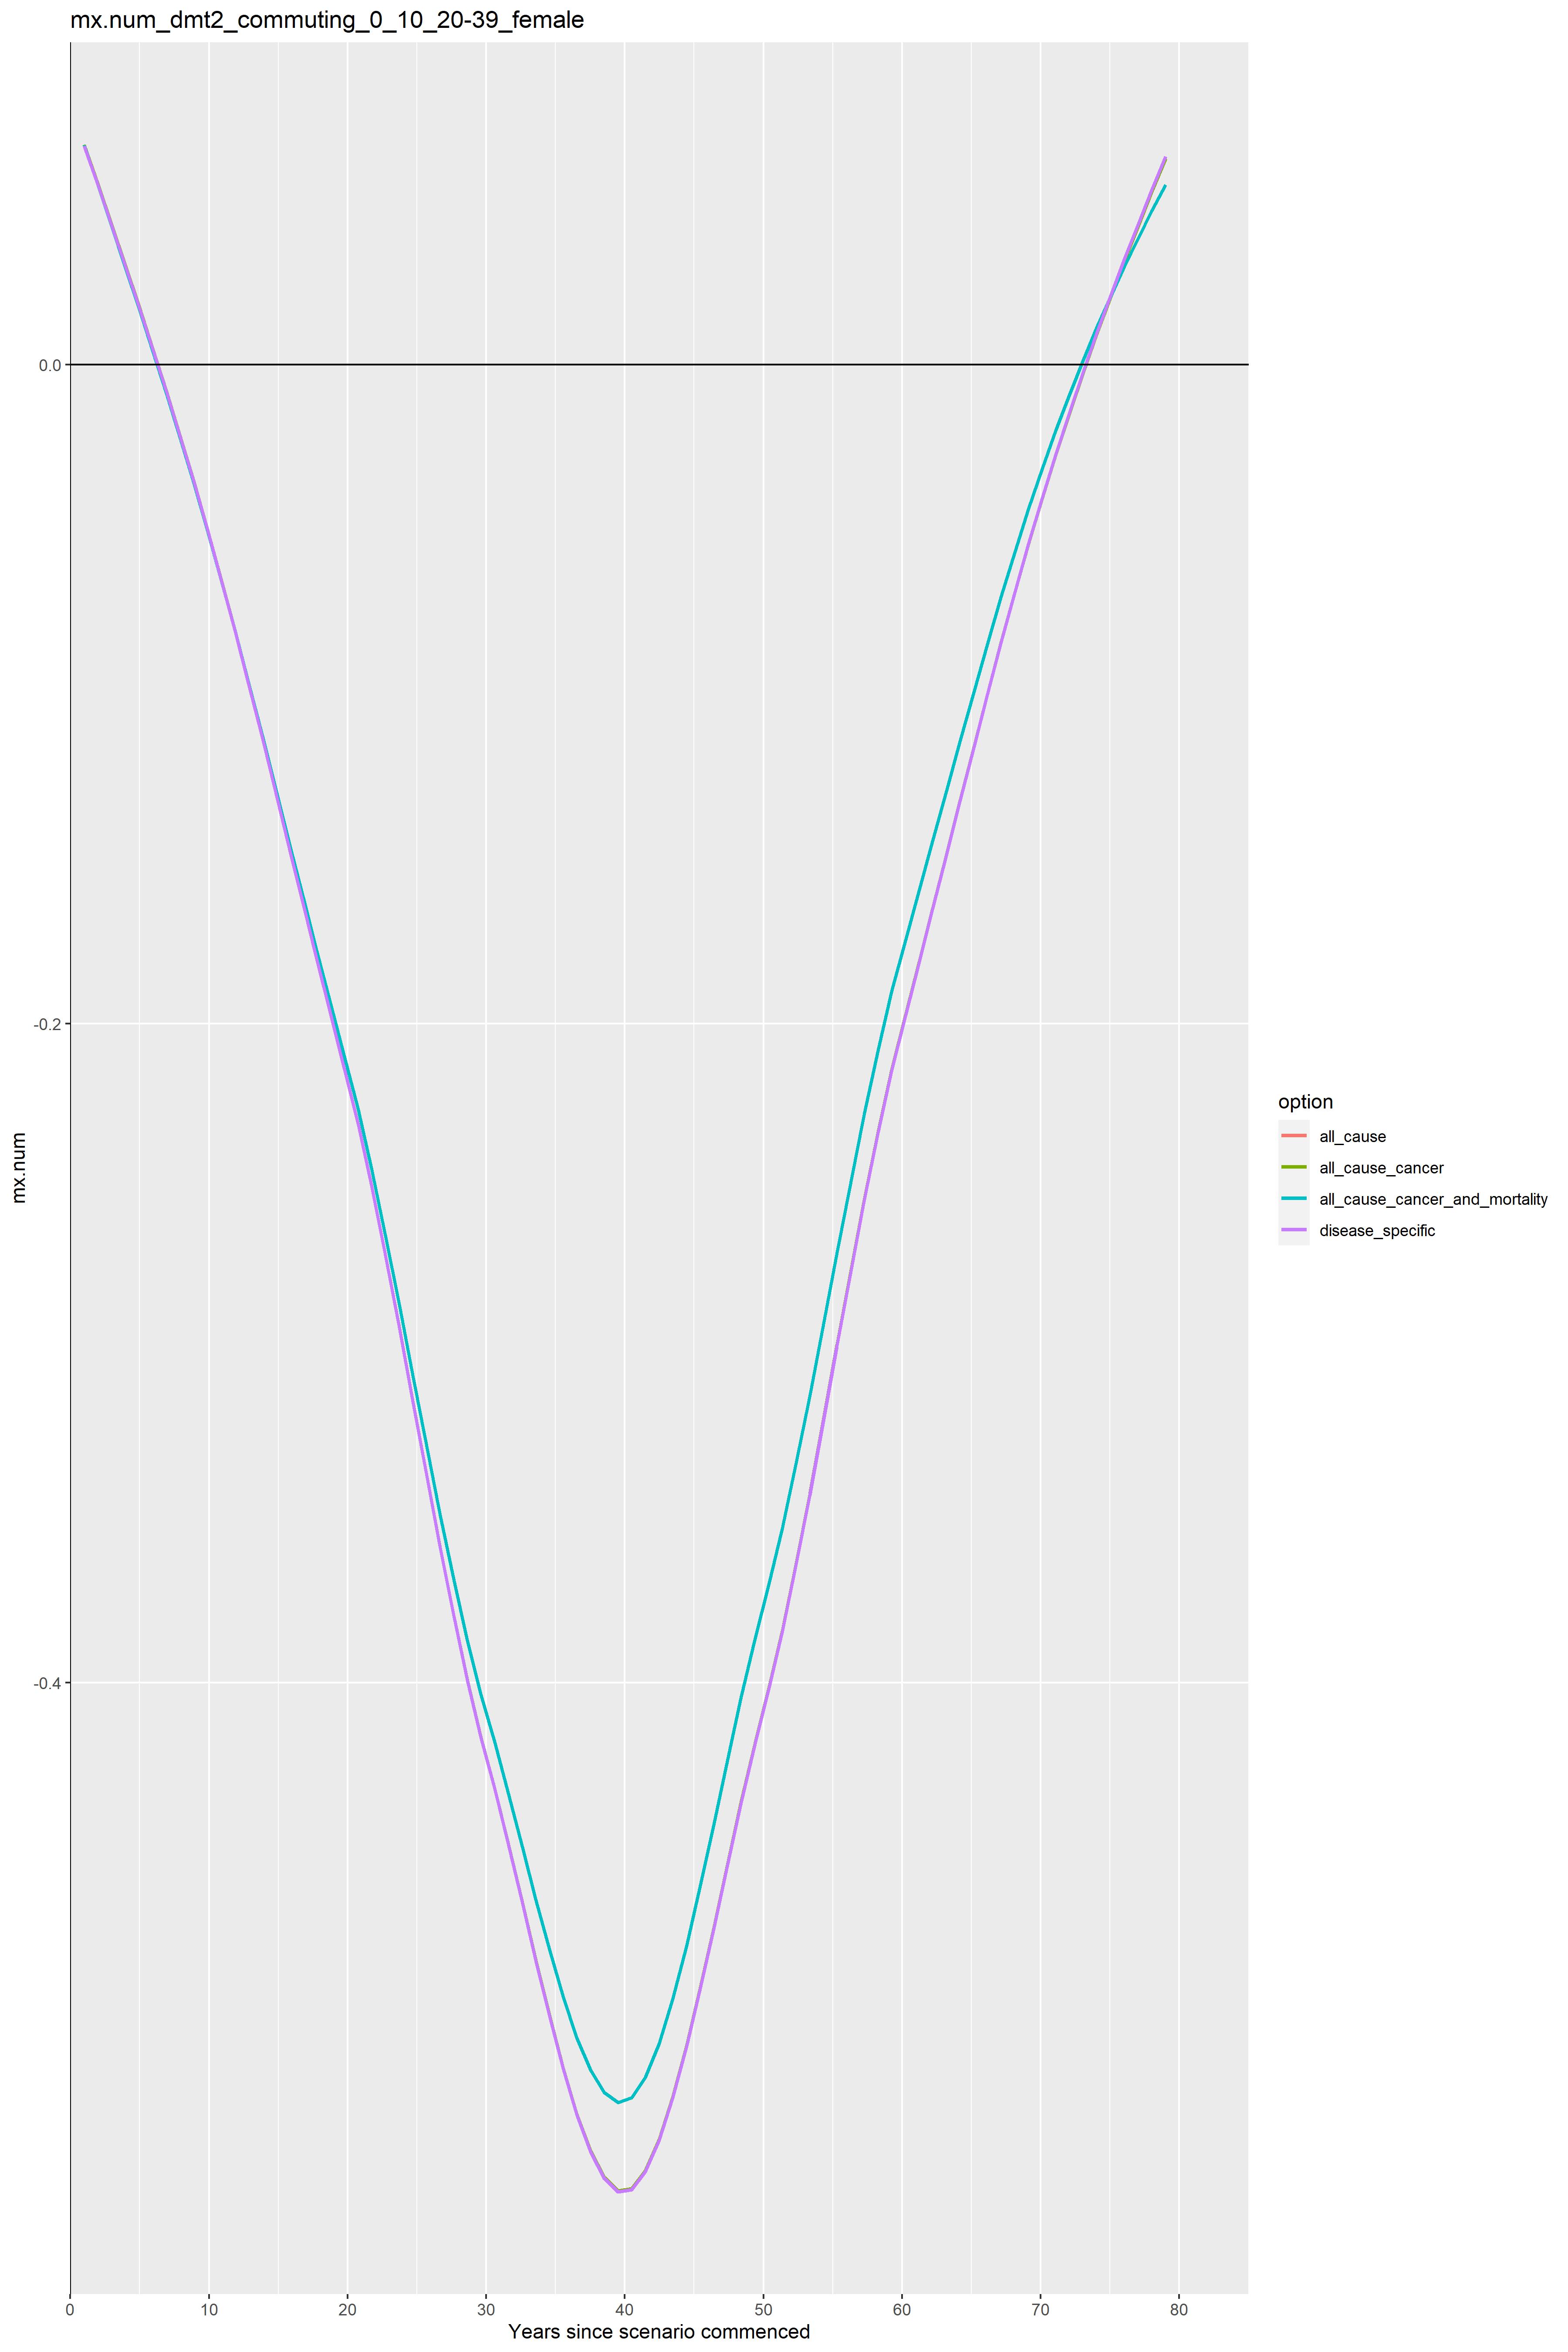 mx.num_dmt2_commuting_0_10_20-39_female
0.0
-0.2
-0.4
mx.num
0 10 20 30 40 50 60 70 80
Years since scenario commenced
option
all_cause
all_cause_cancer
all_cause_cancer_and_mortality
disease_specific